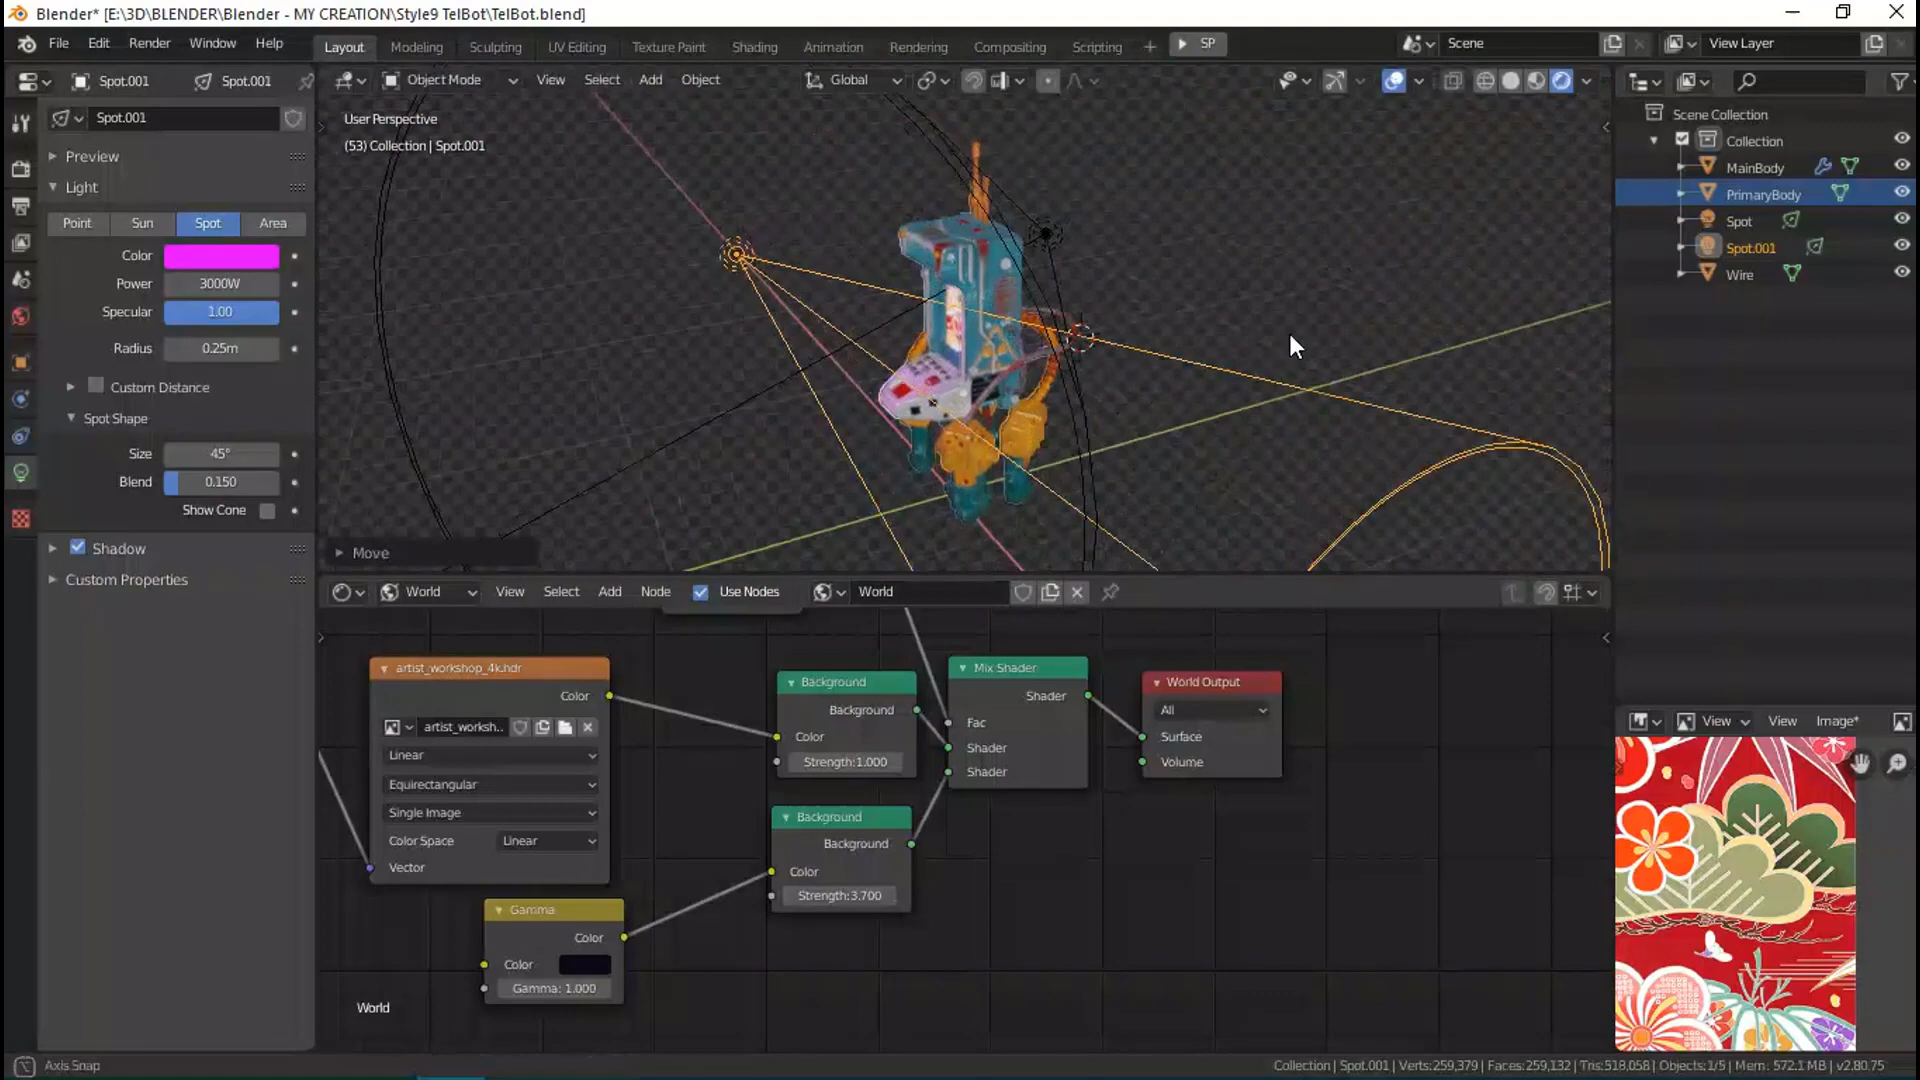 Blender* [E:\3D\BLENDER\Blender - MY CREATION\Style9 TelBot\TelBot.blend]
File Edit Render Window Help Layout Modeling Sculpting UV Editing Texture Paint Shading Animation Rendering Compositing Scripting SP Scene View Layer
Spot.001 Spot.001 Object Mode View Select Add Object Global
Spot.001
Preview
Light
Point Sun Spot Area
Color
Power 3000W
Specular 1.00
Radius 0.25m
Custom Distance
Spot Shape
Size 45°
Blend 0.150
Show Cone
Shadow
Custom Properties
User Perspective
(53) Collection | Spot.001
Move
Scene Collection
Collection
MainBody
PrimaryBody
Spot
Spot.001
Wire
World View Select Add Node Use Nodes World
artist_workshop_4k.hdr
Color
artist_worksh..
Linear
Equirectangular
Single Image
Color Space Linear
Vector
Gamma
Color
Color
Gamma: 1.000
Background
Background
Color
Strength:1.000
Background
Background
Color
Strength:3.700
Mix Shader
Shader
Fac
Shader
Shader
World Output
All
Surface
Volume
World
View View Image*
Axis Snap
Collection | Spot.001 | Verts:259,379 | Faces:259,132 | Tris:518,058 | Objects:1/5 | Mem: 572.1 MB | v2.80.75